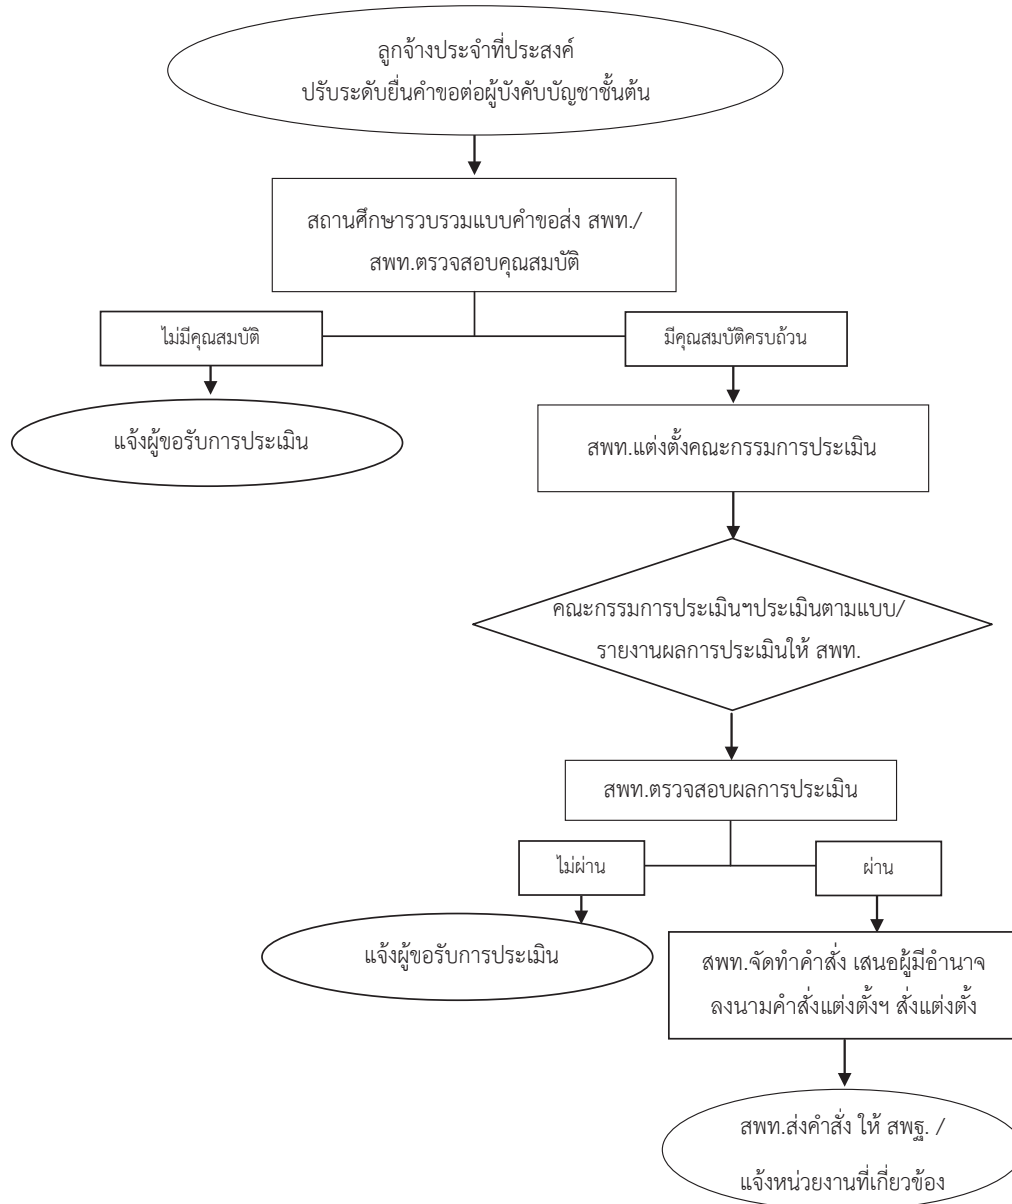 ลูกจ้างประจำที่ประสงค์
ปรับระดับยื่นคำขอต่อผู้บังคับบัญชาชั้นต้น
สถานศึกษารวบรวมแบบคำขอส่ง สพท./
สพท.ตรวจสอบคุณสมบัติ
ไม่มีคุณสมบัติ
มีคุณสมบัติครบถ้วน
แจ้งผู้ขอรับการประเมิน
สพท.แต่งตั้งคณะกรรมการประเมิน
คณะกรรมการประเมินฯประเมินตามแบบ/
รายงานผลการประเมินให้ สพท.
สพท.ตรวจสอบผลการประเมิน
ไม่ผ่าน
ผ่าน
แจ้งผู้ขอรับการประเมิน
สพท.จัดทำคำสั่ง เสนอผู้มีอำนาจ
ลงนามคำสั่งแต่งตั้งฯ สั่งแต่งตั้ง
สพท.ส่งคำสั่ง ให้ สพฐ. /
แจ้งหน่วยงานที่เกี่ยวข้อง